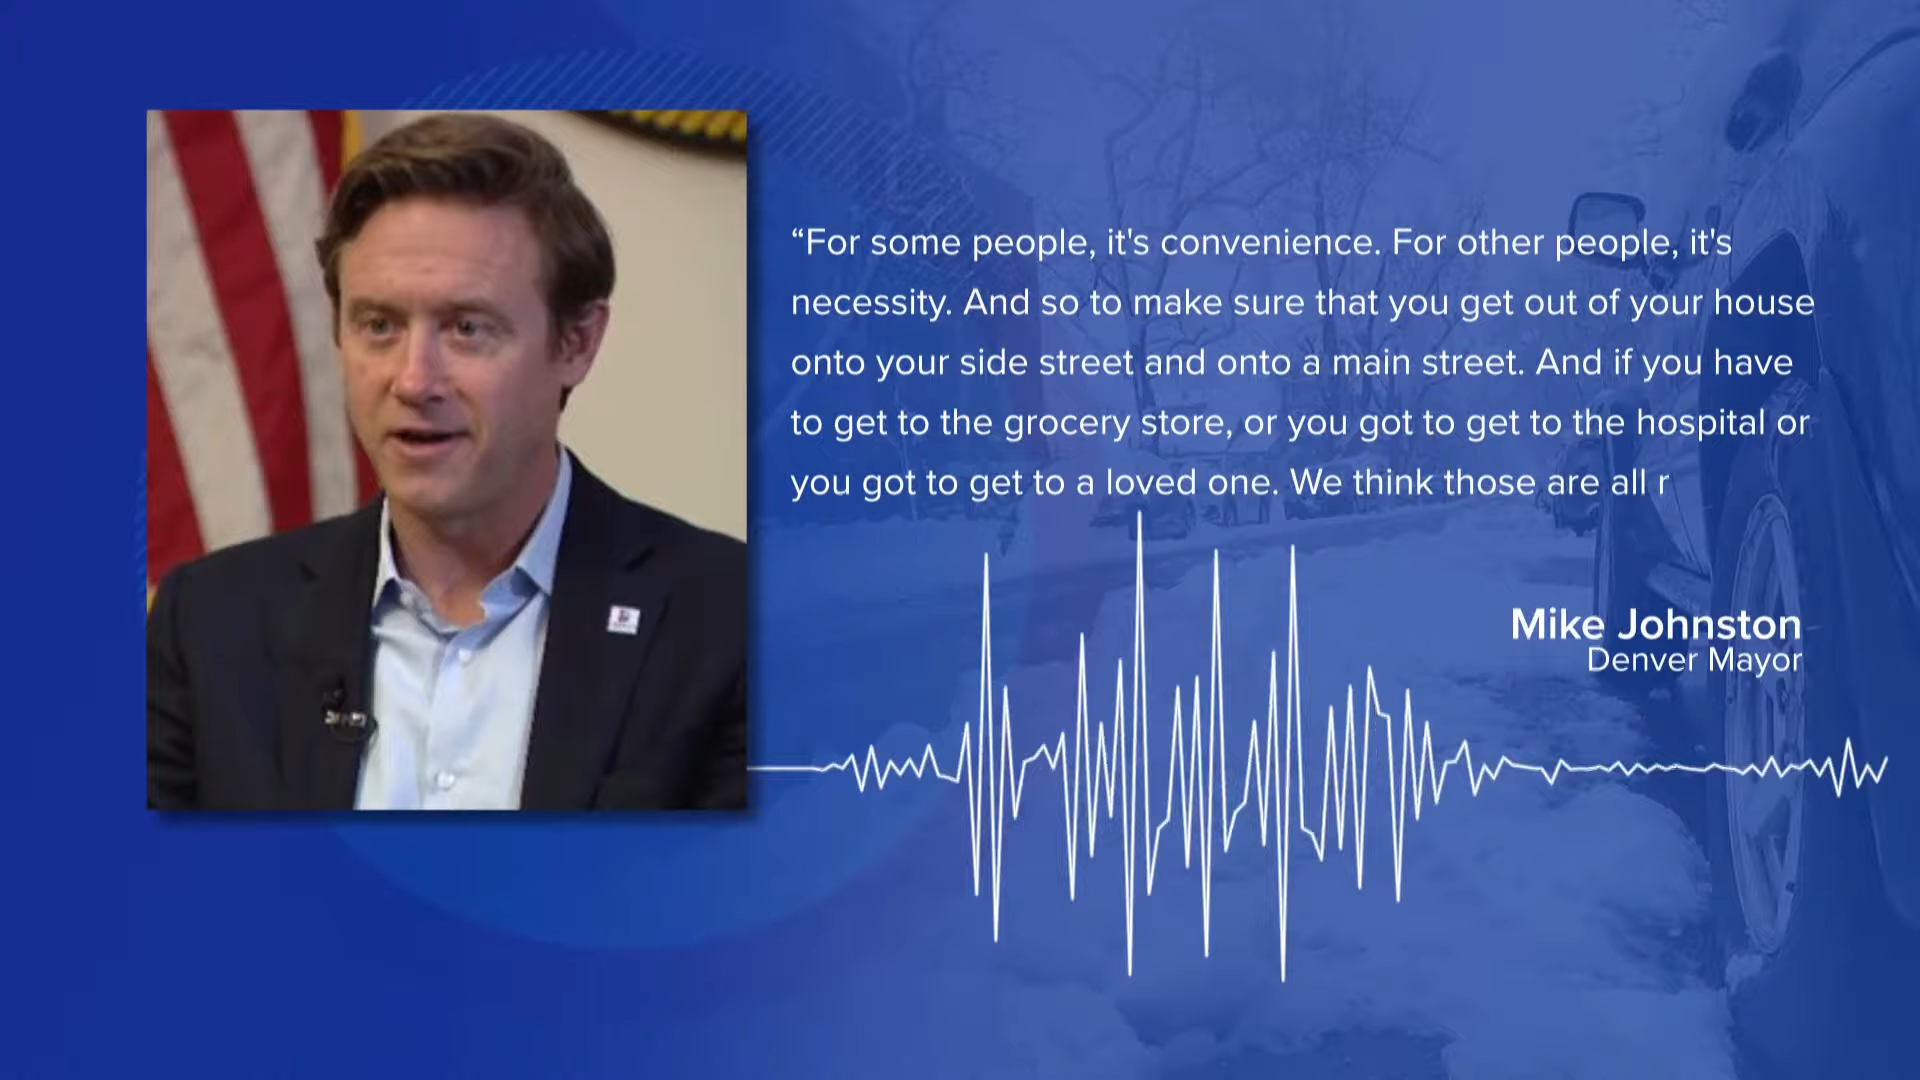 “For some people, it's convenience. For other people, it's
necessity. And so to make sure that you get out of your house
onto your side street and onto a main street. And if you have
to get to the grocery store, or you got to get to the hospital or
you got to get to a loved one. We think those are all r
Mike Johnston
Denver Mayor